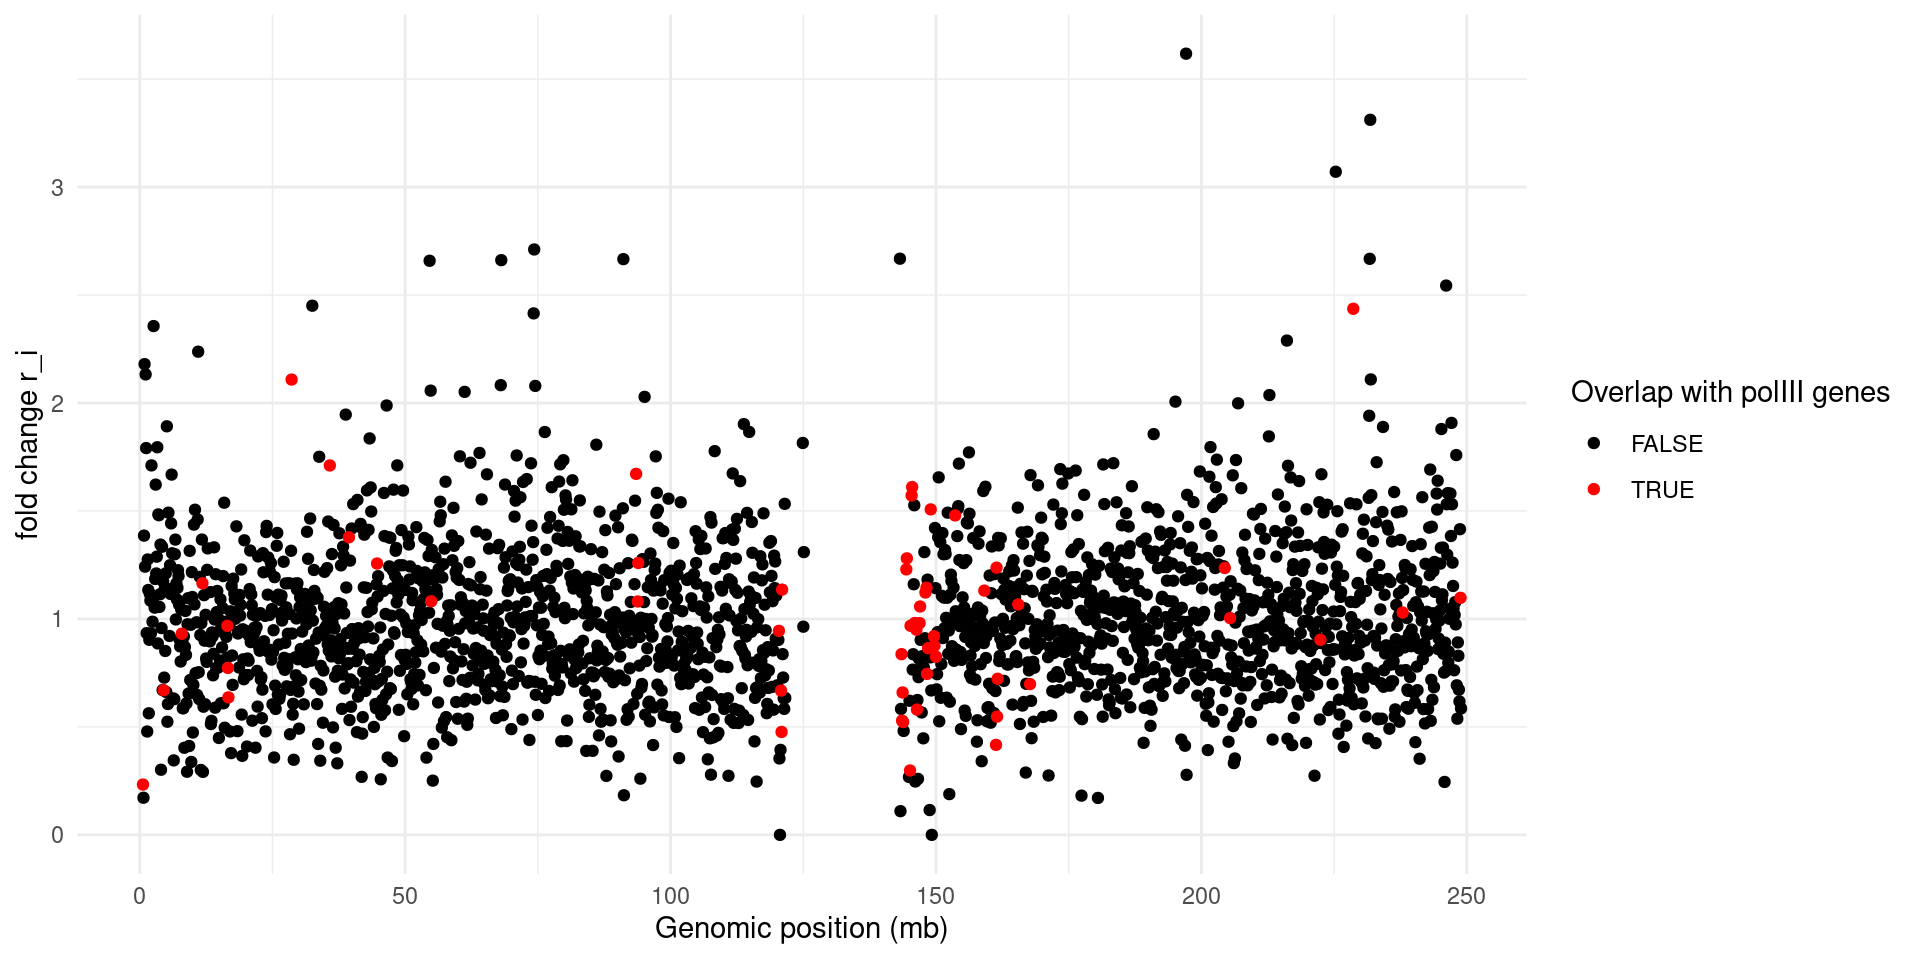 3
2
1
0
fold change r_i
0
50
100
150
200
250
Genomic position (mb)
Overlap with polIII genes
FALSE
TRUE